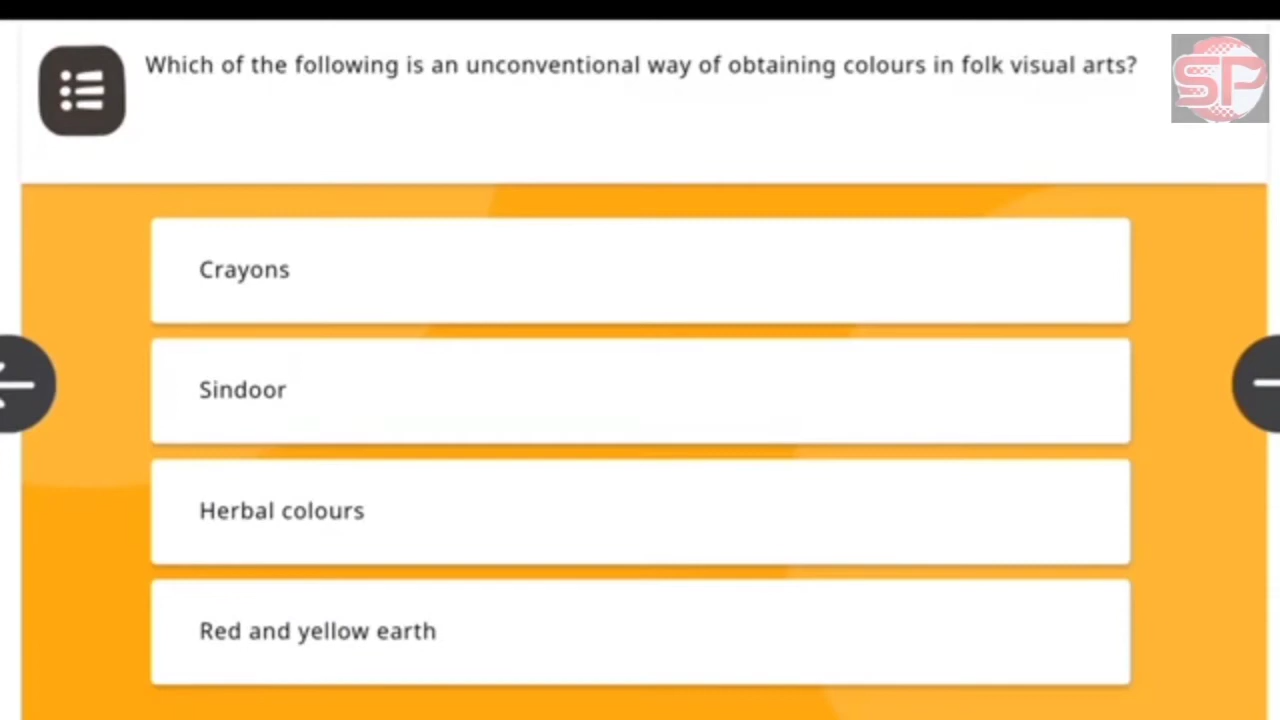 Which of the following is an unconventional way of obtaining colours in folk visual arts?
SP
Crayons
Sindoor
Herbal colours
Red and yellow earth